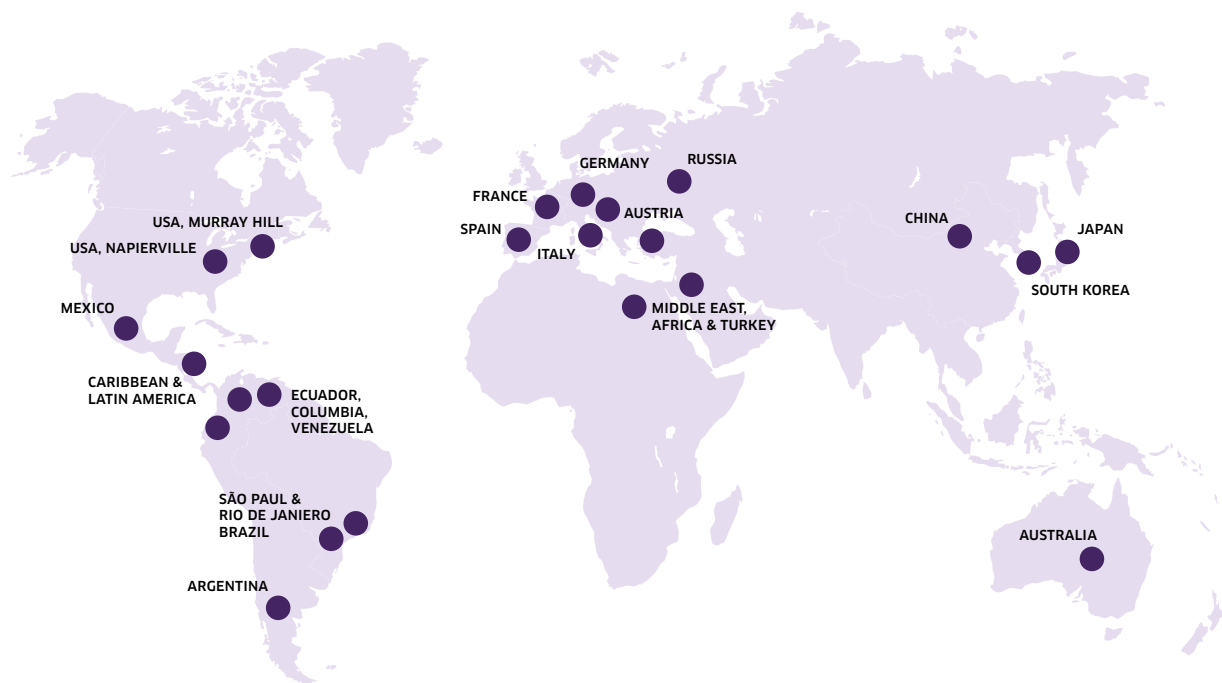 GERMANY
RUSSIA
FRANCE
AUSTRIA
USA, MURRAY HILL
CHINA
SPAIN
JAPAN
USA, NAPIERVILLE
ITALY
SOUTH KOREA
MEXICO
MIDDLE EAST,
AFRICA & TURKEY
CARIBBEAN &
LATIN AMERICA
ECUADOR,
COLUMBIA,
VENEZUELA
SÃO PAUL &
RIO DE JANIERO
BRAZIL
AUSTRALIA
ARGENTINA